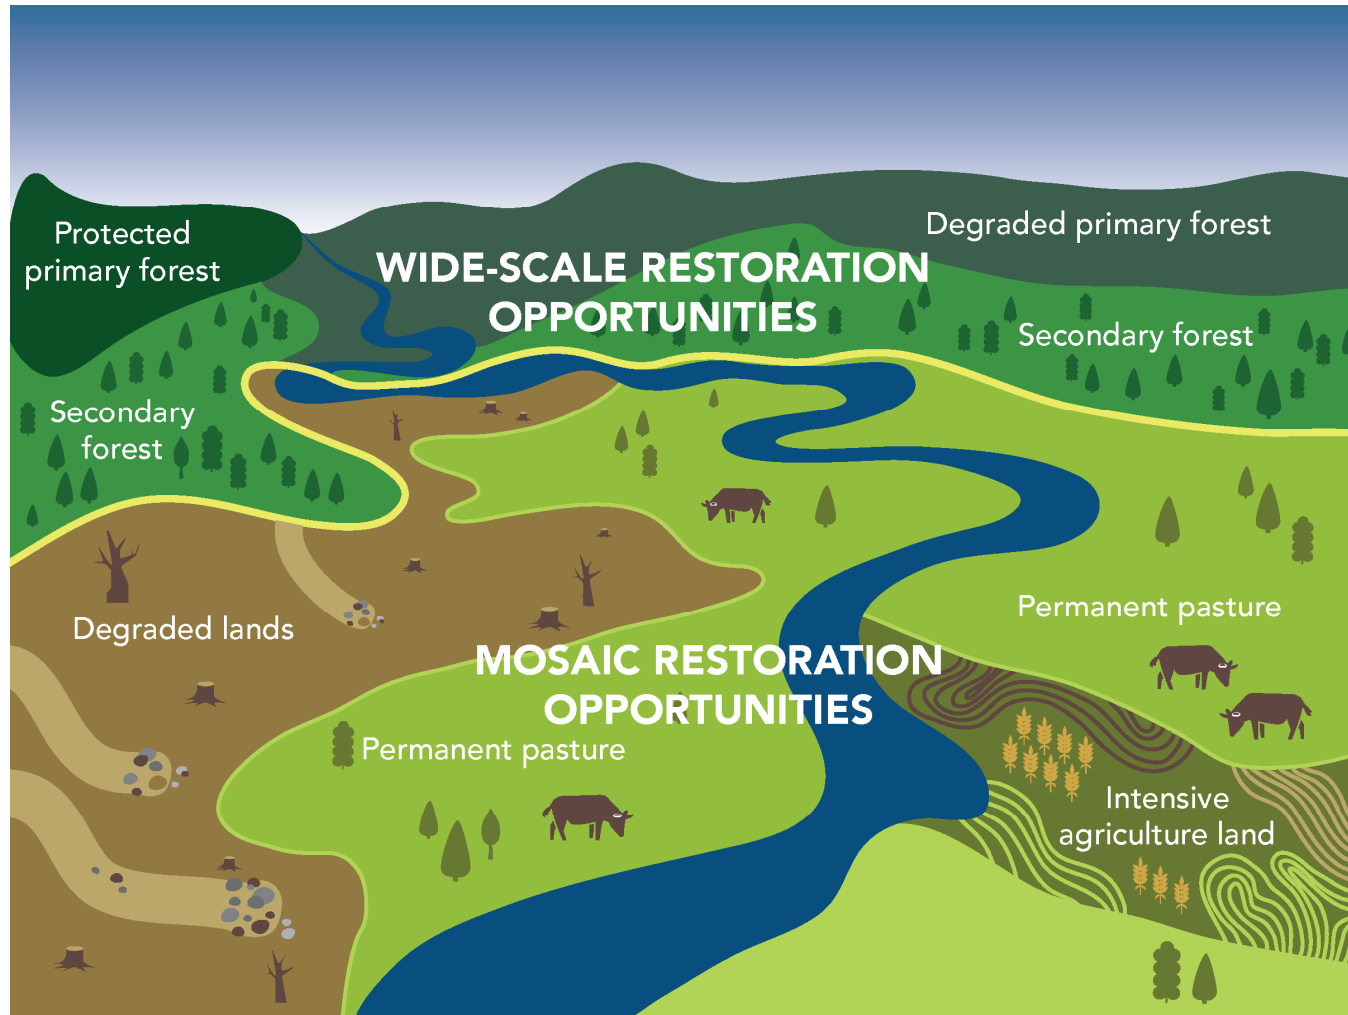 Protected
primary forest
Degraded primary forest
WIDE-SCALE RESTORATION
OPPORTUNITIES
Secondary forest
Secondary
forest
Permanent pasture
Degraded lands
MOSAIC RESTORATION
OPPORTUNITIES
Permanent pasture
Intensive
agriculture land